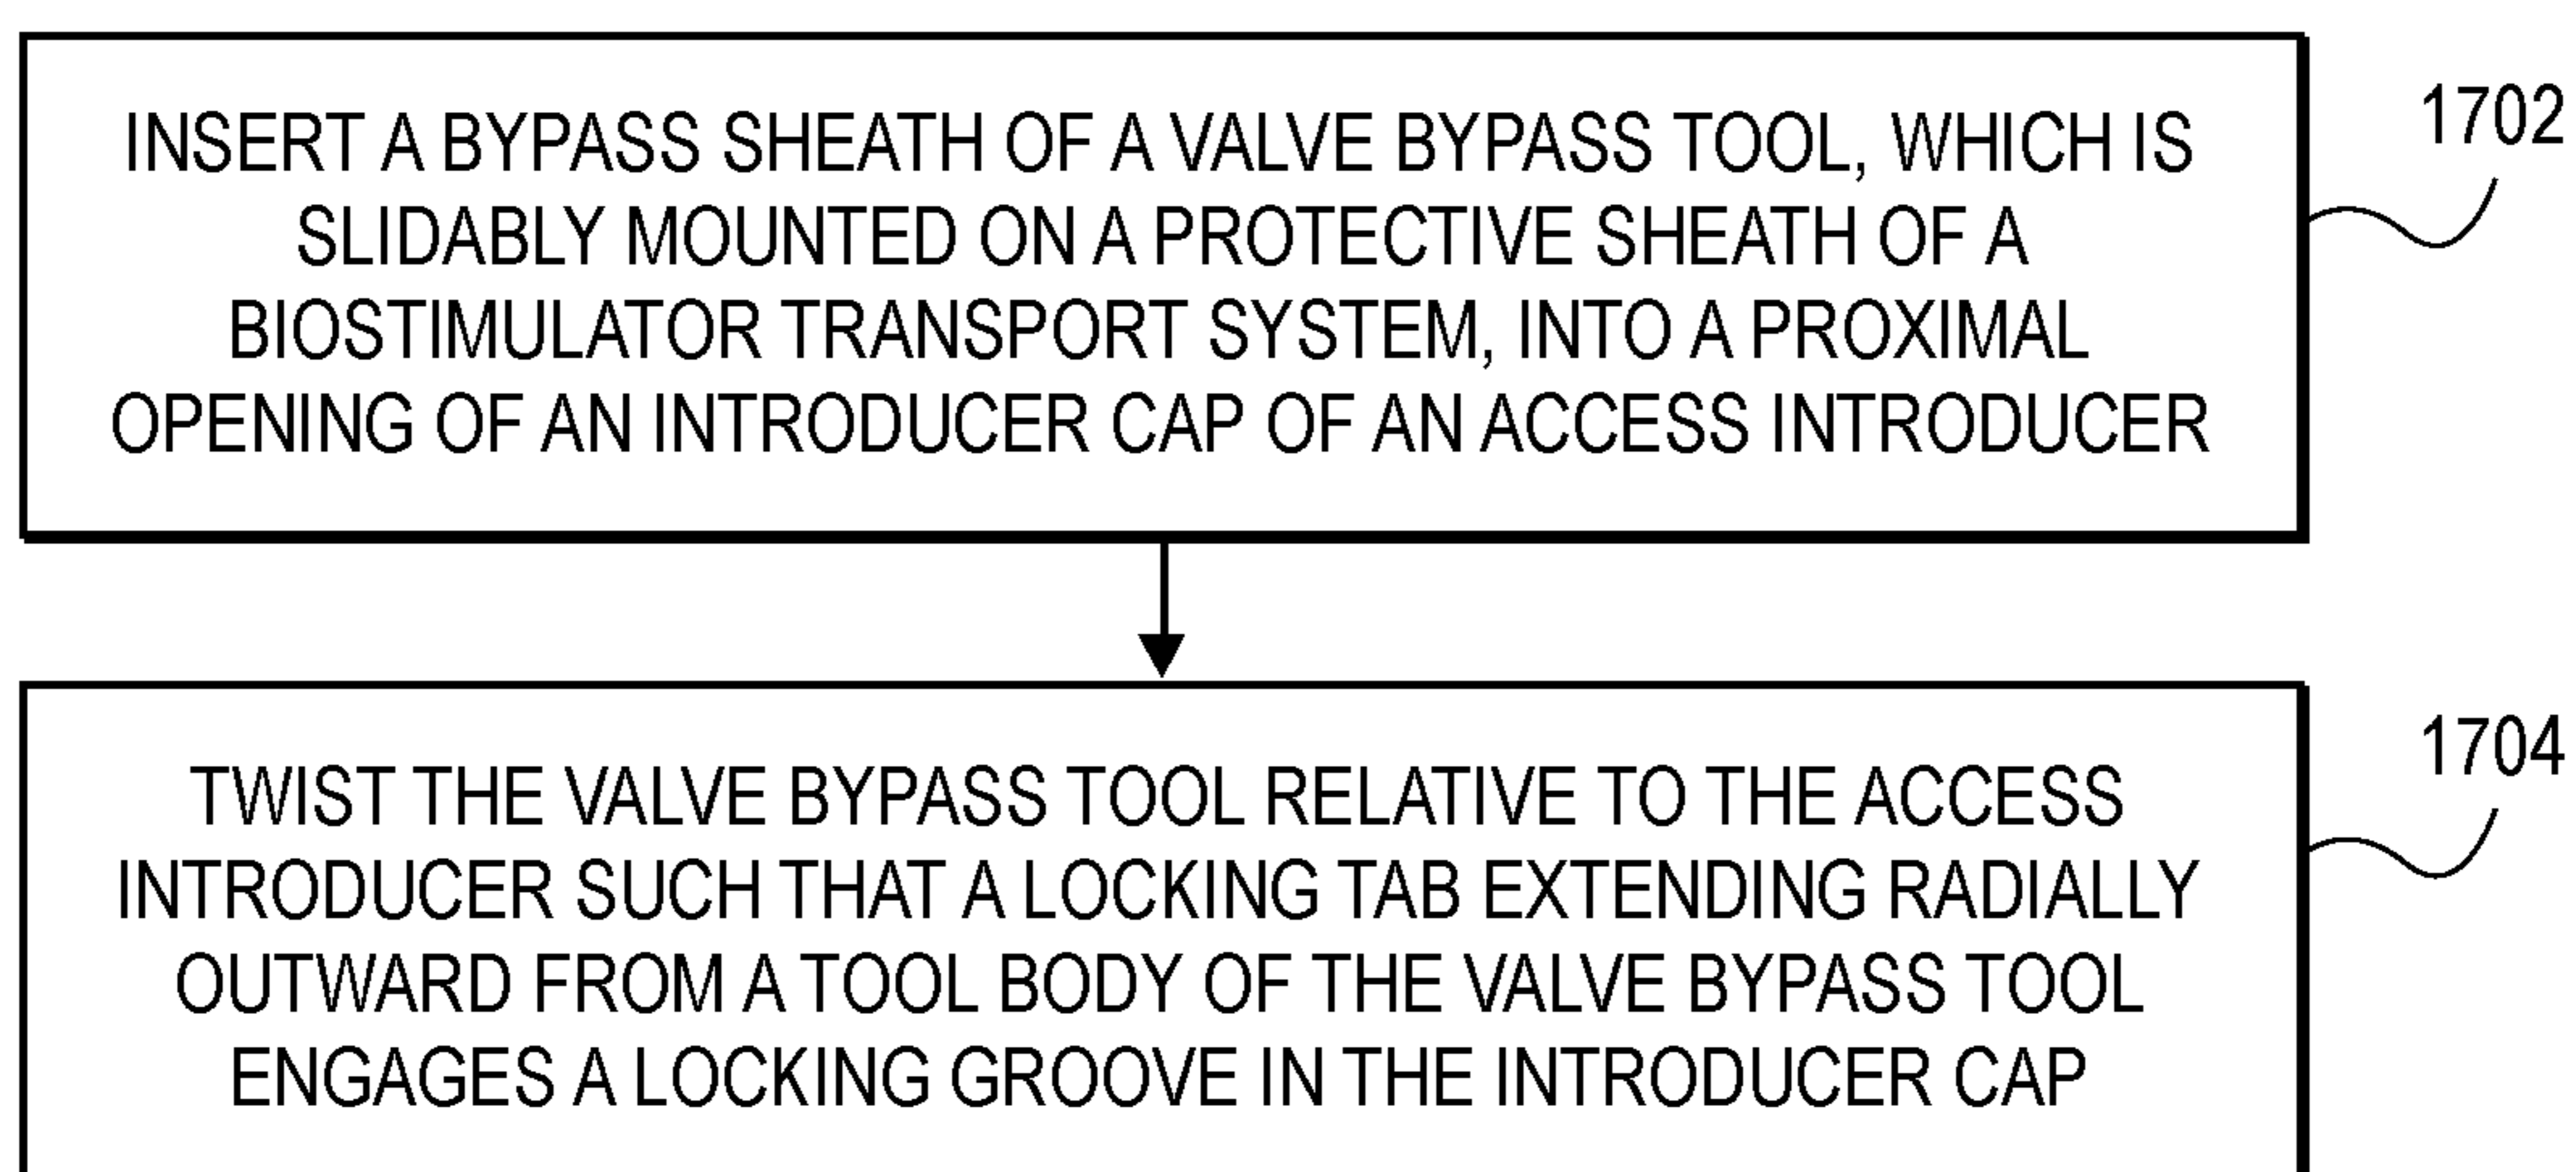 INSERT A BYPASS SHEATH OF A VALVE BYPASS TOOL, WHICH IS
SLIDABLY MOUNTED ON A PROTECTIVE SHEATH OF A
BIOSTIMULATOR TRANSPORT SYSTEM, INTO A PROXIMAL
OPENING OF AN INTRODUCER CAP OF AN ACCESS INTRODUCER
1702
TWIST THE VALVE BYPASS TOOL RELATIVE TO THE ACCESS
INTRODUCER SUCH THAT A LOCKING TAB EXTENDING RADIALLY
OUTWARD FROM A TOOL BODY OF THE VALVE BYPASS TOOL
ENGAGES A LOCKING GROOVE IN THE INTRODUCER CAP
1704